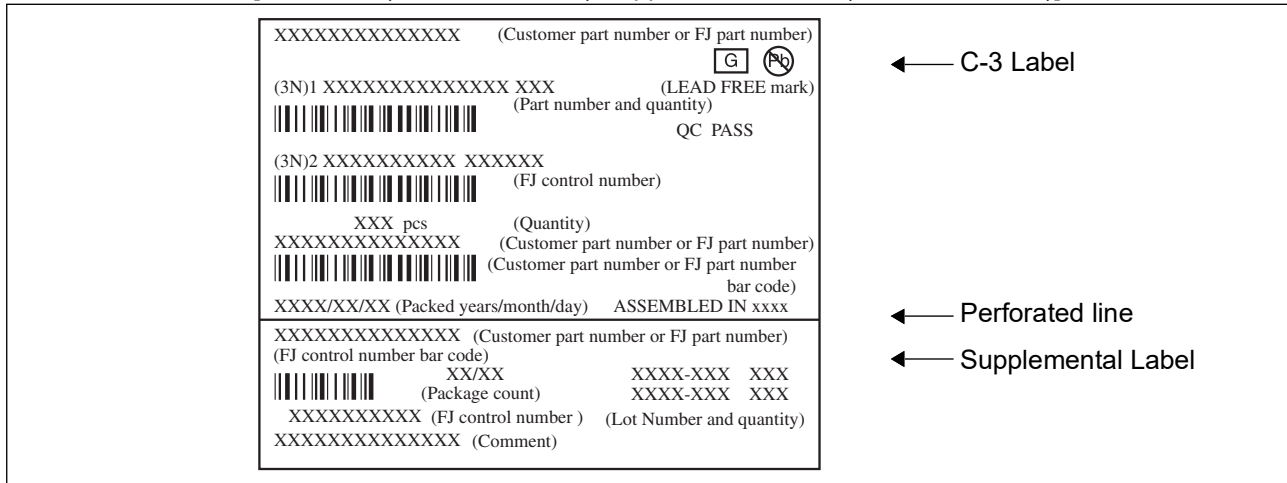 XXXXXXXXXXXXXX (Customer part number or FJ part number)
G Pb
C-3 Label
(3N)1 XXXXXXXXXXXXXX XXX (LEAD FREE mark)
(Part number and quantity)
QC PASS
(3N)2 XXXXXXXXXX XXXXXX
(FJ control number)
XXX pcs (Quantity)
XXXXXXXXXXXXXX (Customer part number or FJ part number)
(Customer part number or FJ part number
bar code)
XXXX/XX/XX (Packed years/month/day) ASSEMBLED IN xxxx
Perforated line
XXXXXXXXXXXXXX (Customer part number or FJ part number)
(FJ control number bar code)
Supplemental Label
XX/XX XXXX-XXX XXX
(Package count) XXXX-XXX XXX
XXXXXXXXXX (FJ control number ) (Lot Number and quantity)
XXXXXXXXXXXXXX (Comment)